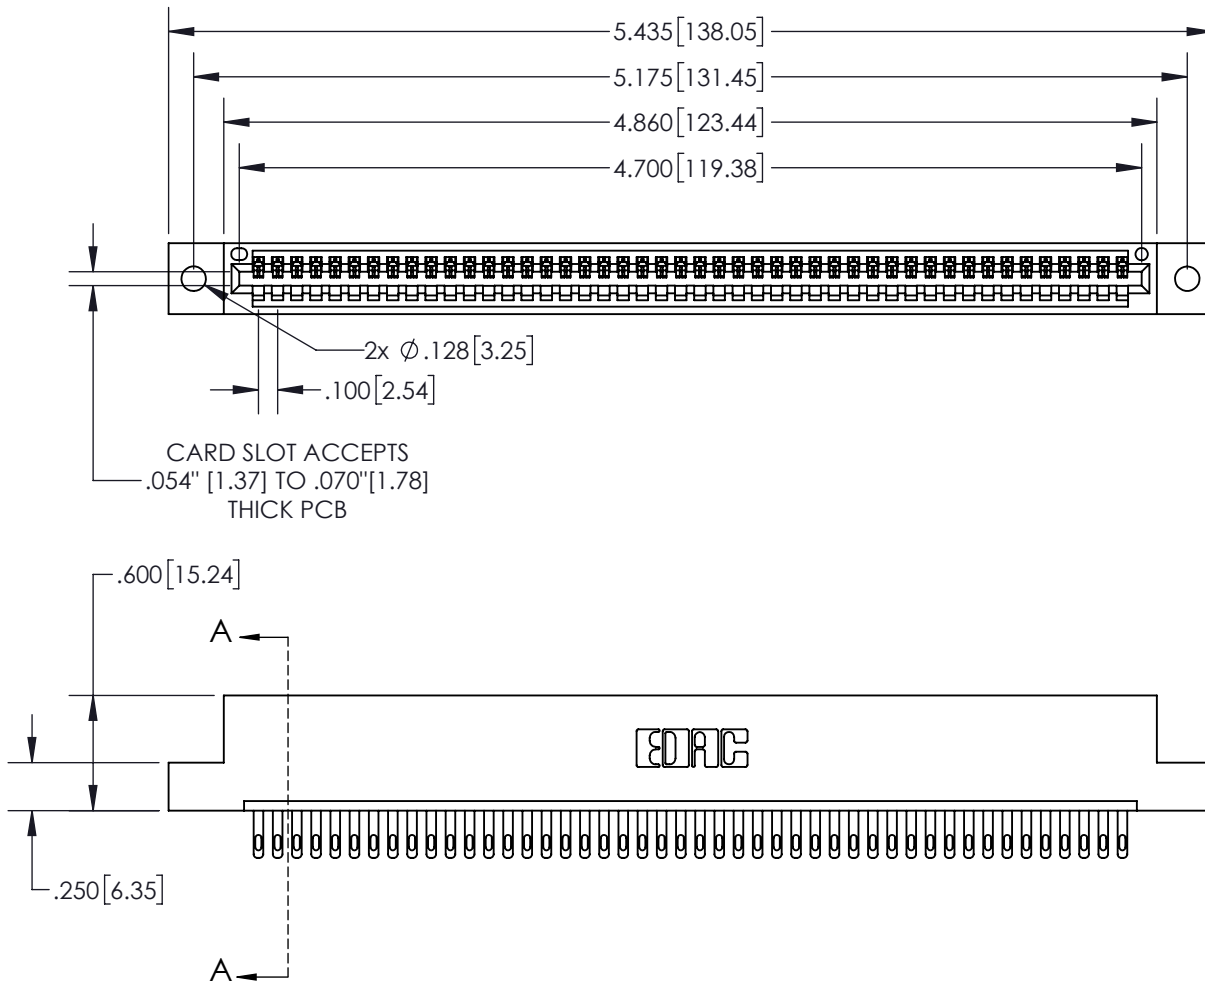 5.435[138.05]
5.175[131.45]
4.860[123.44]
4.700[119.38]
2x Ø.128[3.25]
.100[2.54]
CARD SLOT ACCEPTS
.054" [1.37] TO .070"[1.78]
THICK PCB
.600[15.24]
A
EDAC
.250[6.35]
A